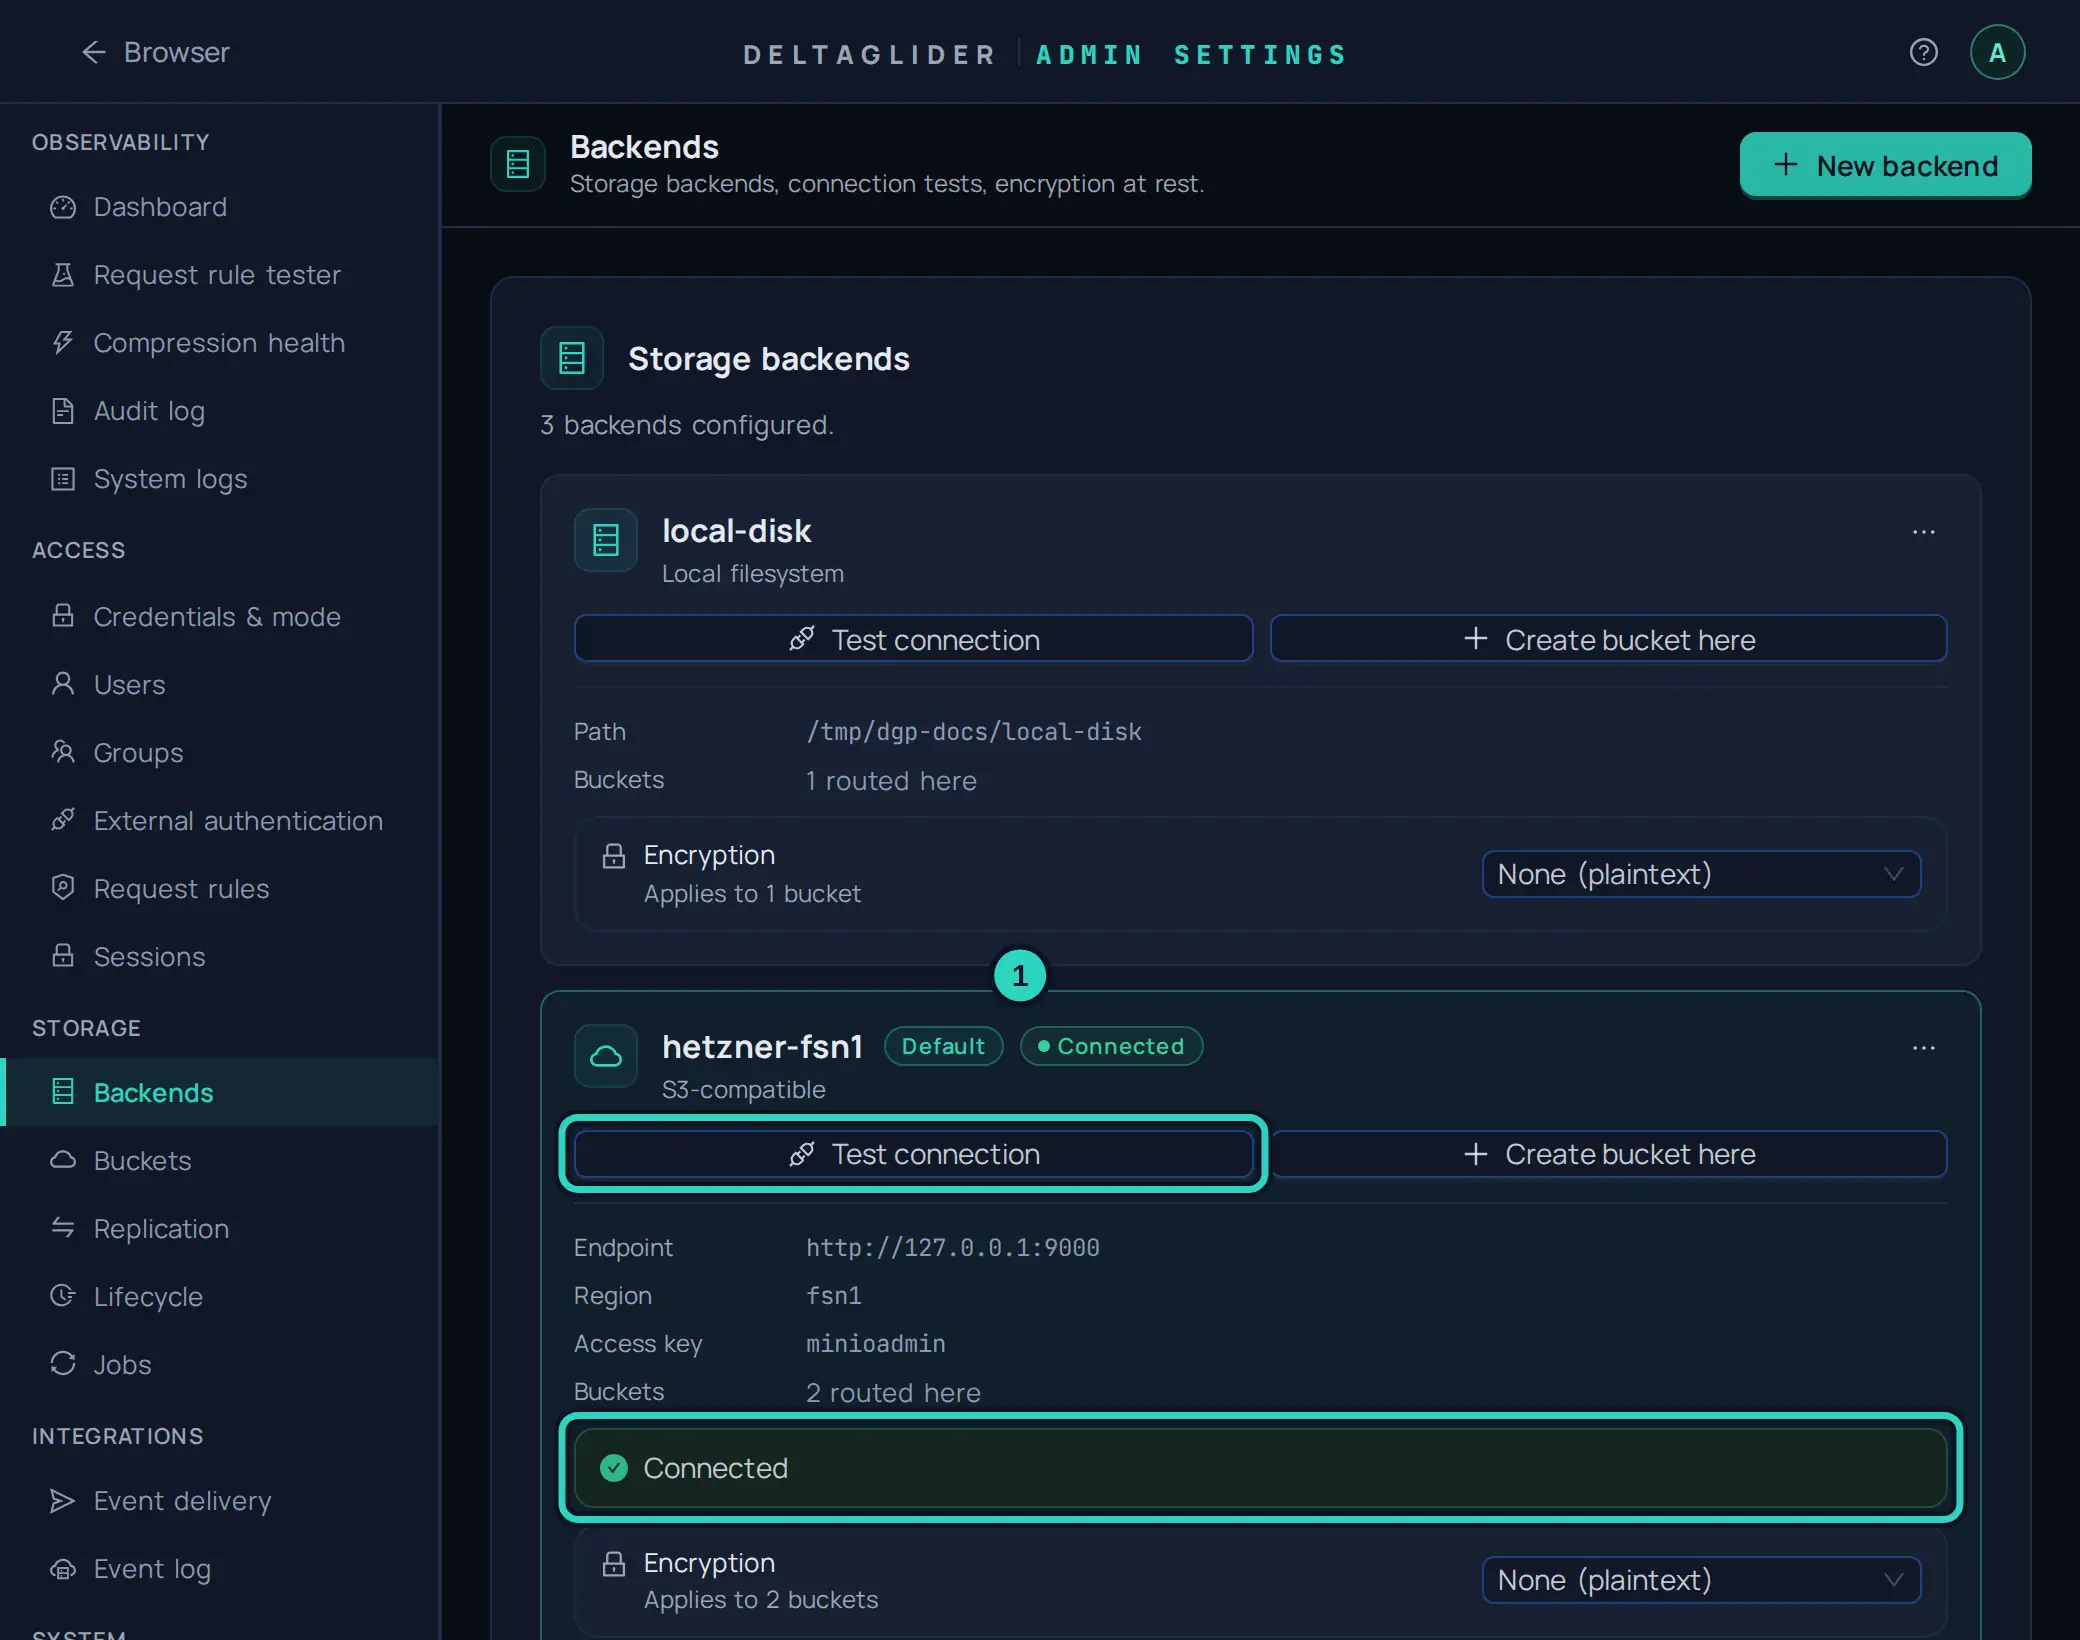 Browser
DELTAGLIDER ADMIN SETTINGS
A
OBSERVABILITY
Dashboard
Request rule tester
Compression health
Audit log
System logs
ACCESS
Credentials & mode
Users
Groups
External authentication
Request rules
Sessions
STORAGE
Backends
Buckets
Replication
Lifecycle
Jobs
INTEGRATIONS
Event delivery
Event log
SYSTEM
Backends
Storage backends, connection tests, encryption at rest.
+ New backend
Storage backends
3 backends configured.
local-disk
Local filesystem
Test connection
+ Create bucket here
Path /tmp/dgp-docs/local-disk
Buckets 1 routed here
Encryption
Applies to 1 bucket
None (plaintext)
1
hetzner-fsn1 Default Connected
S3-compatible
Test connection
+ Create bucket here
Endpoint http://127.0.0.1:9000
Region fsn1
Access key minioadmin
Buckets 2 routed here
Connected
Encryption
Applies to 2 buckets
None (plaintext)